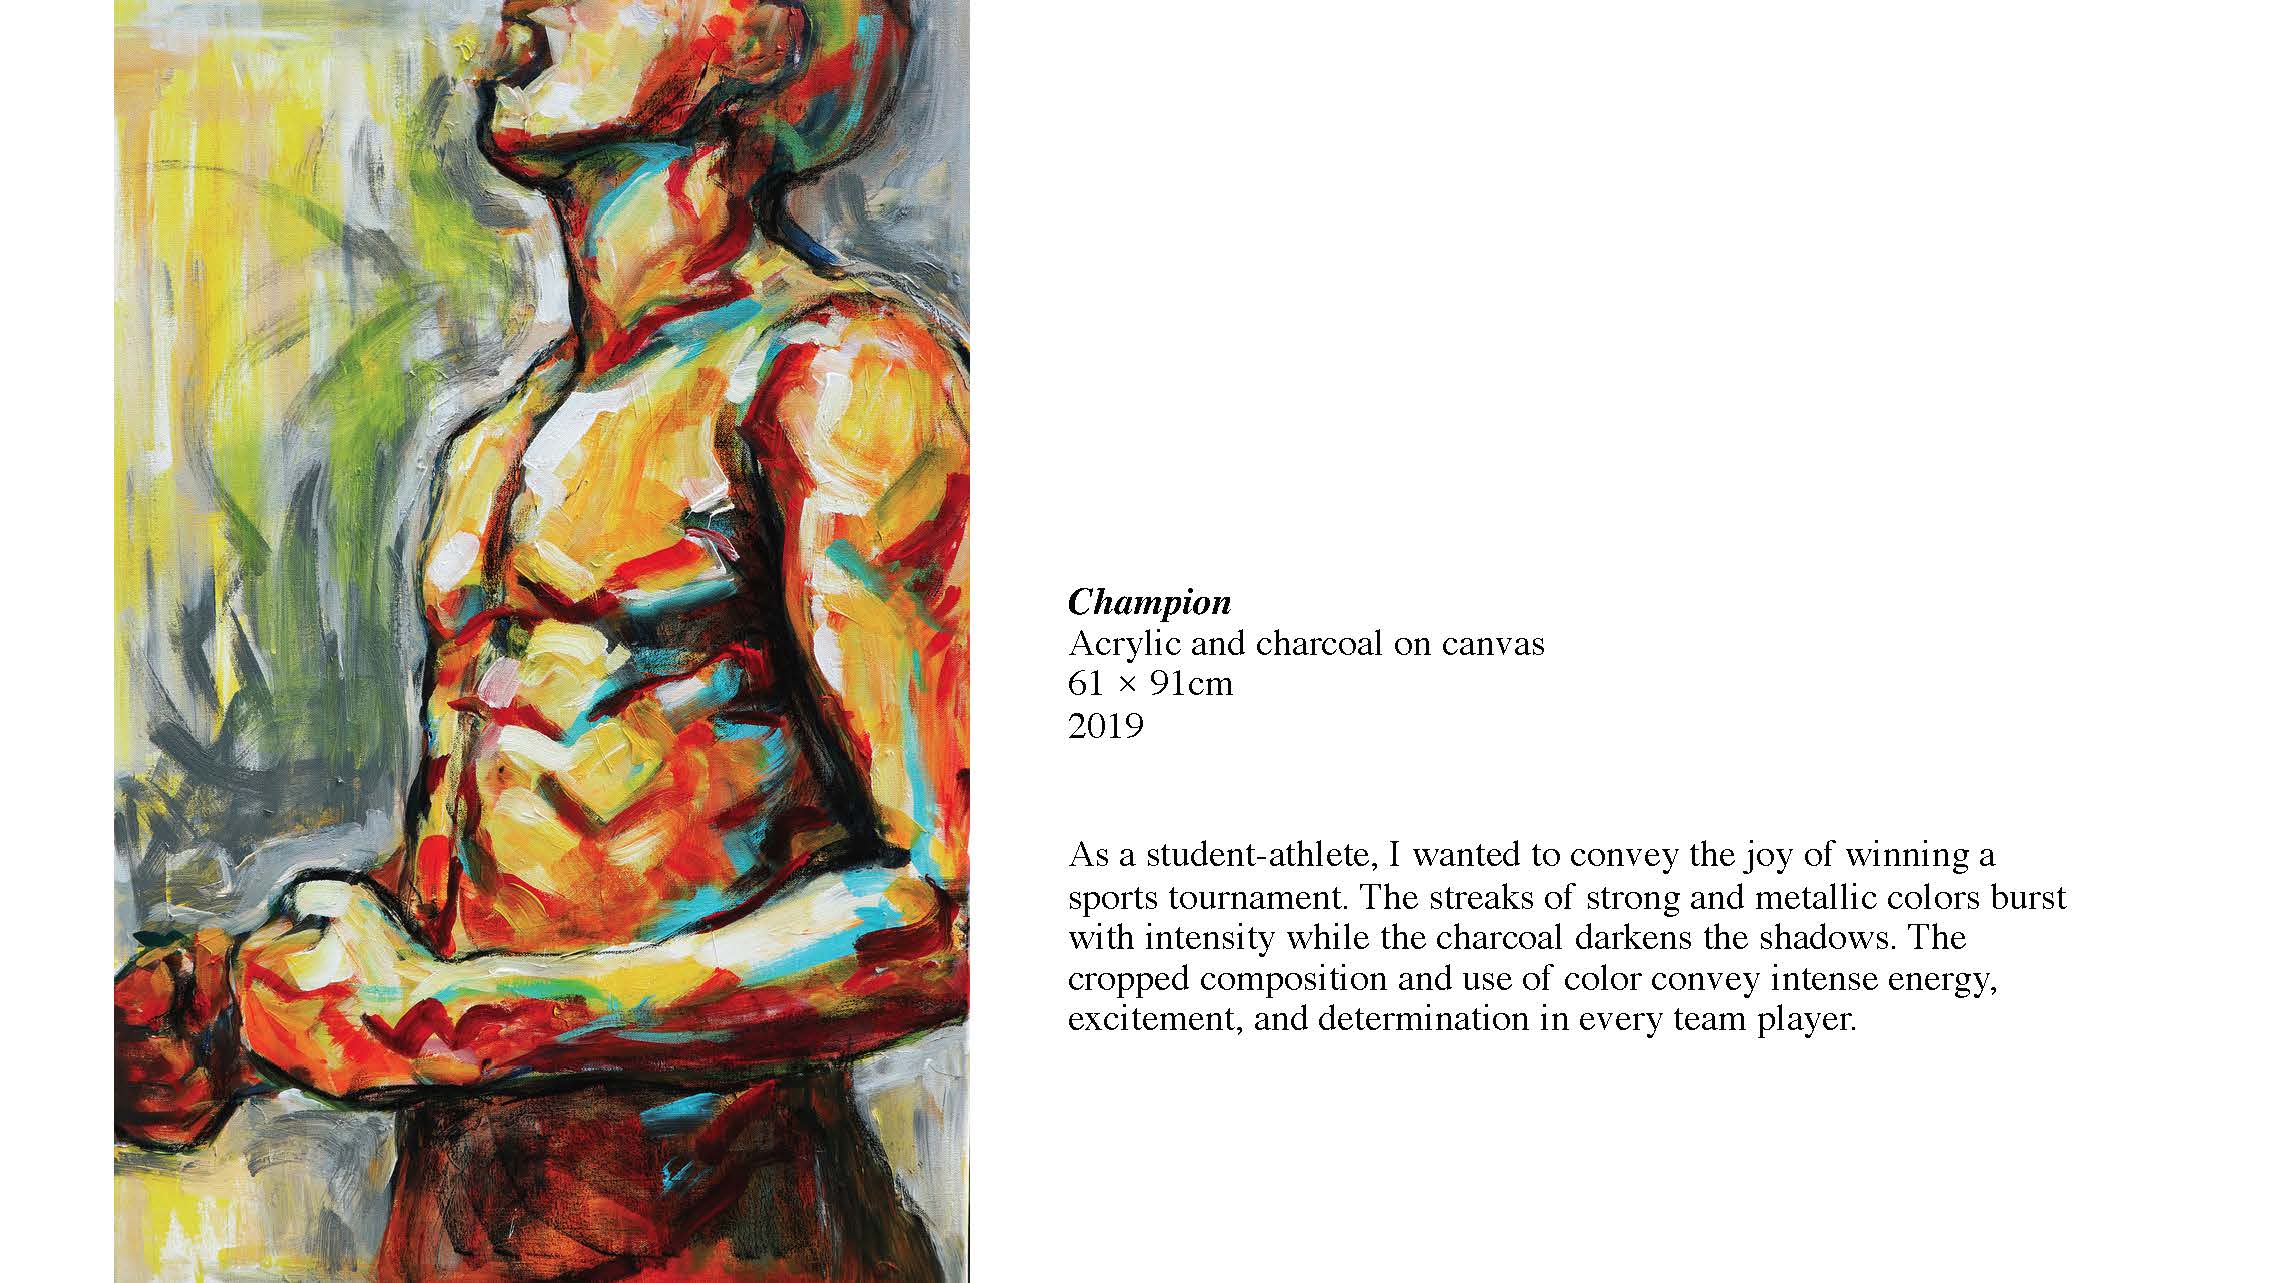 Champion
Acrylic and charcoal on canvas
61 × 91cm
2019
As a student-athlete, I wanted to convey the joy of winning a
sports tournament. The streaks of strong and metallic colors burst
with intensity while the charcoal darkens the shadows. The
cropped composition and use of color convey intense energy,
excitement, and determination in every team player.